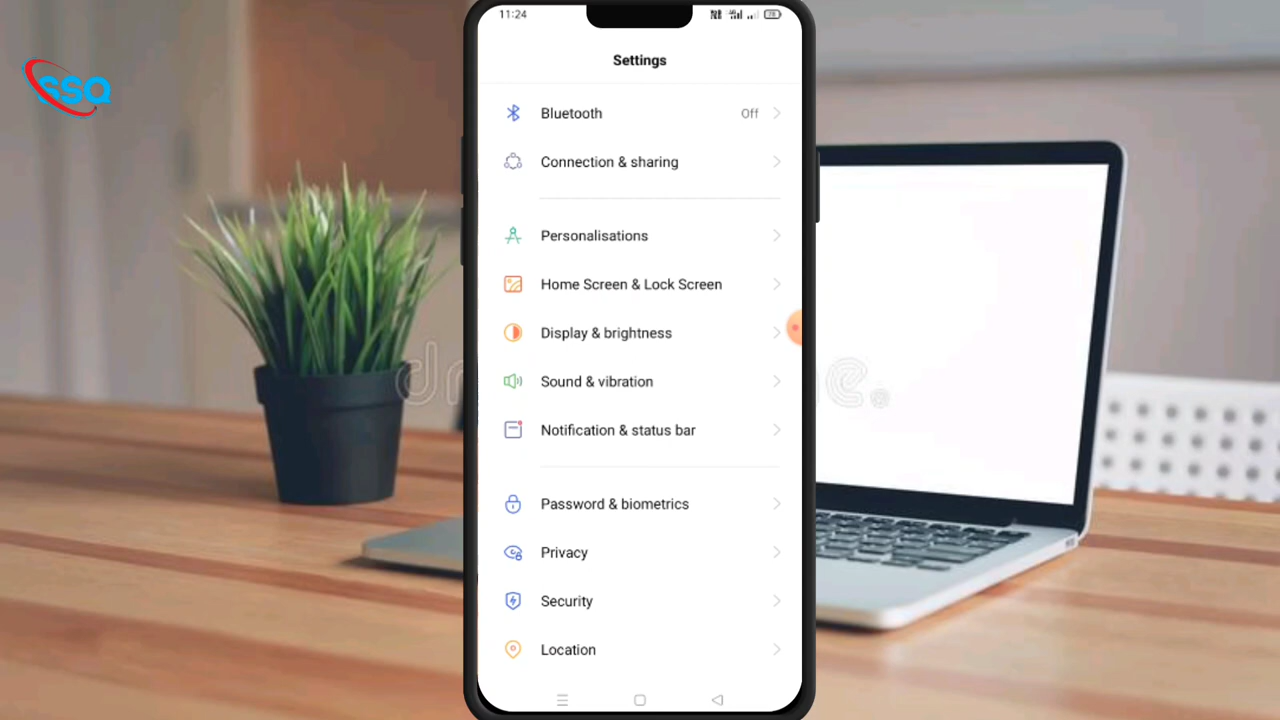 11:24
SSQ
Settings
Bluetooth Off
Connection & sharing
Personalisations
Home Screen & Lock Screen
Display & brightness
Sound & vibration
Notification & status bar
Password & biometrics
Privacy
Security
Location